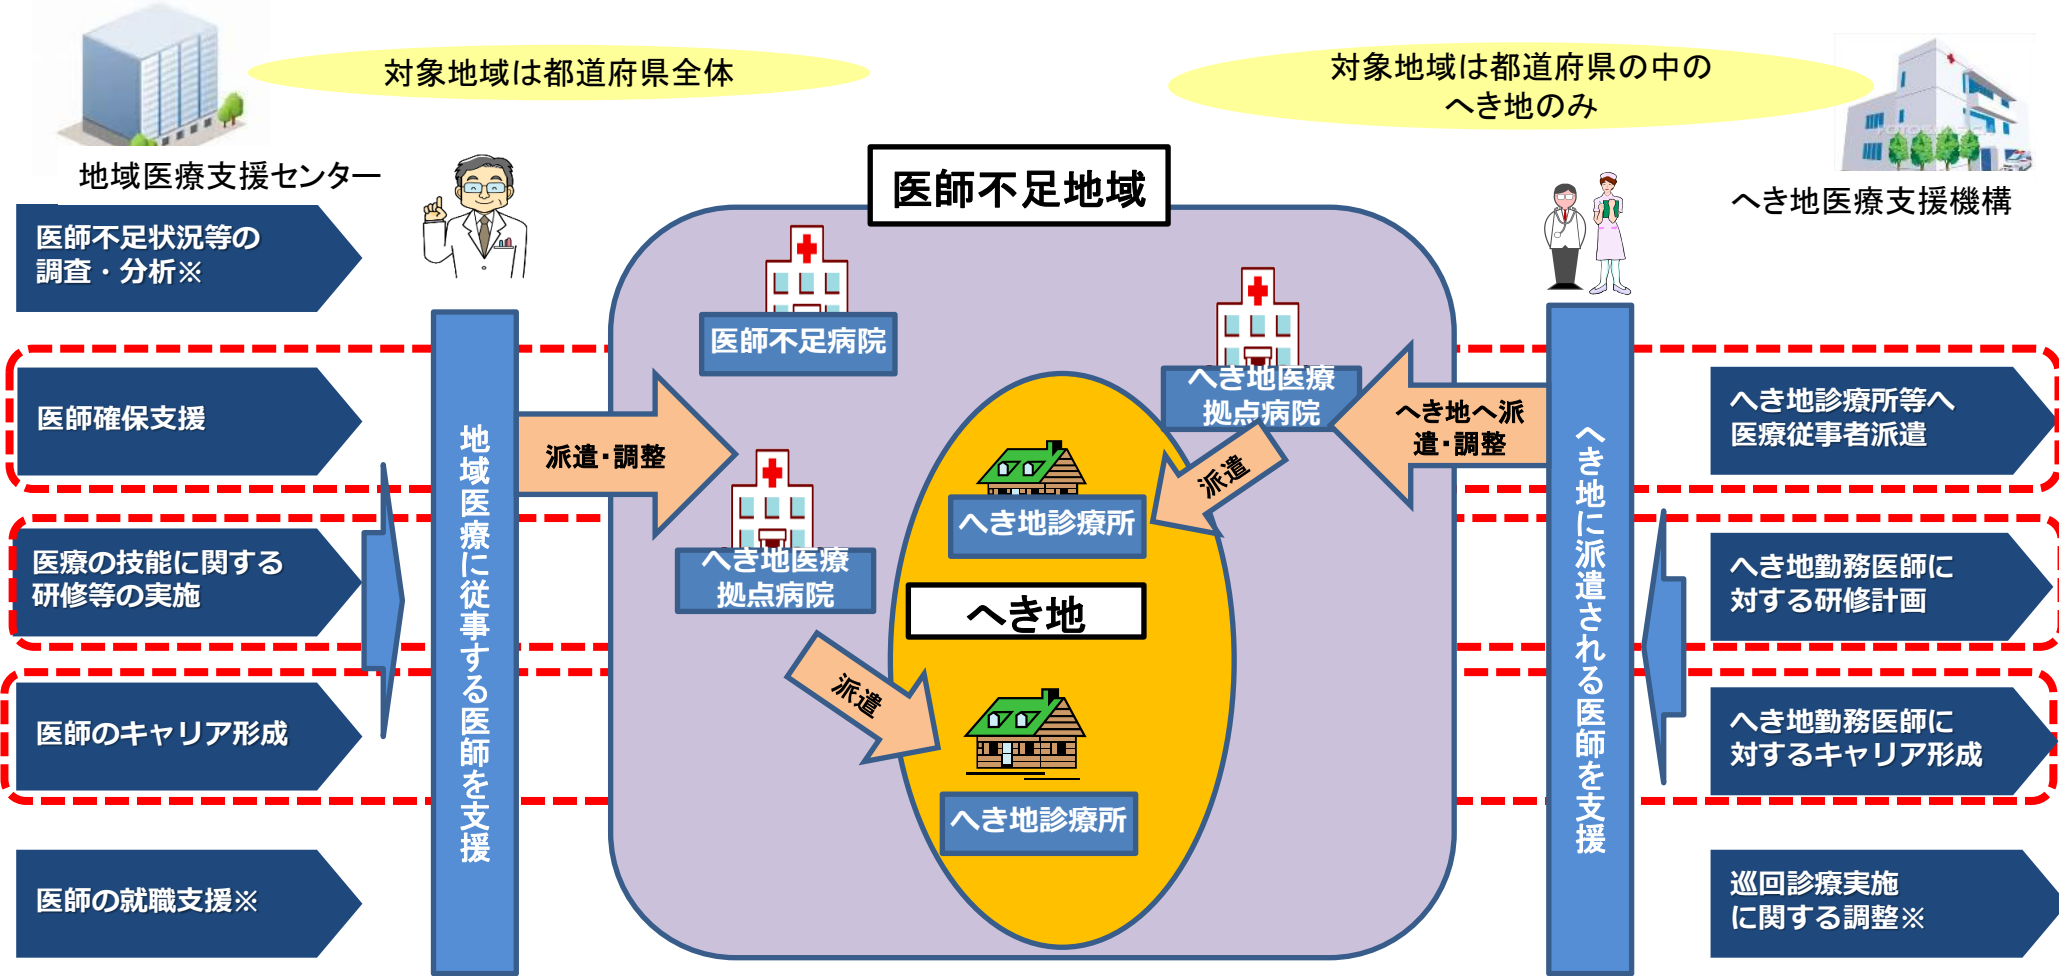 対象地域は都道府県全体
対象地域は都道府県の中の
へき地のみ
地域医療支援センター
へき地医療支援機構
医師不足地域
医師不足状況等の
調査・分析※
医師確保支援
医療の技能に関する
研修等の実施
医師のキャリア形成
医師の就職支援※
地域医療に従事する医師を支援
派遣・調整
医師不足病院
へき地医療
拠点病院
派遣
へき地医療
拠点病院
派遣
へき地診療所
へき地
へき地診療所
へき地へ派
遣・調整
へき地に派遣される医師を支援
へき地診療所等へ
医療従事者派遣
へき地勤務医師に
対する研修計画
へき地勤務医師に
対するキャリア形成
巡回診療実施
に関する調整※